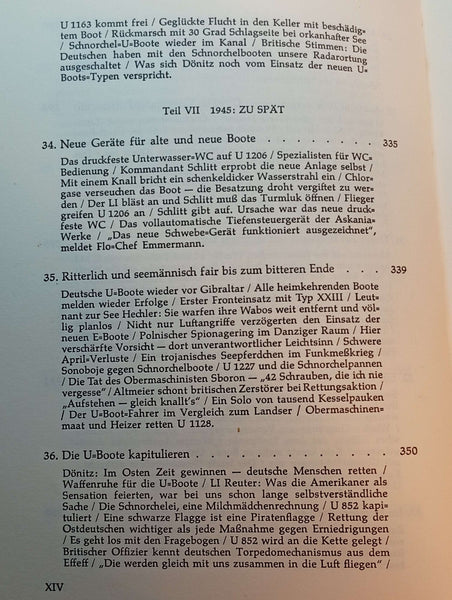 U 1163 kommt frei / Geglückte Flucht in den Keller mit beschädig=
tem Boot / Rückmarsch mit 30 Grad Schlagseite bei orkanhafter See
/ Schnorchel=U=Boote wieder im Kanal / Britische Stimmen: Die
Deutschen haben mit den Schnorchelbooten unsere Radarortung
ausgeschaltet / Was sich Dönitz noch vom Einsatz der neuen U=
Boots=Typen verspricht.
Teil VII 1945: ZU SPÄT
34. Neue Geräte für alte und neue Boote . . . . . . . 335
Das druckfeste Unterwasser=WC auf U 1206 / Spezialisten für WC=
Bedienung / Kommandant Schlitt erprobt die neue Anlage selbst /
Mit einem Knall bricht ein schenkeldicker Wasserstrahl ein / Chlor=
gase verseuchen das Boot — die Besatzung droht vergiftet zu wer=
den / Der LI bläst an und Schlitt muß das Turmluk öffnen / Flieger
greifen U 1206 an / Schlitt gibt auf. Ursache war das neue druck=
feste WC / Das vollautomatische Tiefensteuergerät der Askania=
Werke / „Das neue Schwebe=Gerät funktioniert ausgezeichnet",
meldet Flo=Chef Emmermann.
35. Ritterlich und seemännisch fair bis zum bitteren Ende . . . 339
Deutsche U=Boote wieder vor Gibraltar / Alle heimkehrenden Boote
melden wieder Erfolge / Erster Fronteinsatz mit Typ XXIII / Leut=
nant zur See Hechler: Sie warfen ihre Wabos weit entfernt und völ=
lig planlos / Nicht nur Luftangriffe verzögerten den Einsatz der
neuen E=Boote / Polnischer Spionagering im Danziger Raum / Hier
verschärfte Vorsicht — dort unverantwortlicher Leichtsinn / Schwere
April=Verluste / Ein trojanisches Seepferdchen im Funkmeßkrieg /
Sonoboje gegen Schnorchelboote / U 1227 und die Schnorchelpannen
/ Die Tat des Obermaschinisten Sboron — „42 Schrauben, die ich nie
vergesse" / Altmeier schont britischen Zerstörer bei Rettungsaktion /
„Aufstehen — gleich knallt's" / Ein Solo von tausend Kesselpauken
/ Der U=Boot=Fahrer im Vergleich zum Landser / Obermaschinen=
maat und Heizer retten U 1128.
36. Die U=Boote kapitulieren . . . . . . . . . . . 350
Dönitz: Im Osten Zeit gewinnen — deutsche Menschen retten /
Waffenruhe für die U=Boote / LI Reuter: Was die Amerikaner als
Sensation feierten, war bei uns schon lange selbstverständliche
Sache / Die Schnorchelei, eine Milchmädchenrechnung / U 852 kapi=
tuliert / Eine schwarze Flagge ist eine Piratenflagge / Rettung der
Ostdeutschen wichtiger als jede Maßnahme gegen Erniedrigungen
/ Es geht los mit den Fragebogen / U 852 wird an die Kette gelegt /
Britischer Offizier kennt deutschen Torpedomechanismus aus dem
Effeff / „Die werden gleich mit uns zusammen in die Luft fliegen" /
XIV